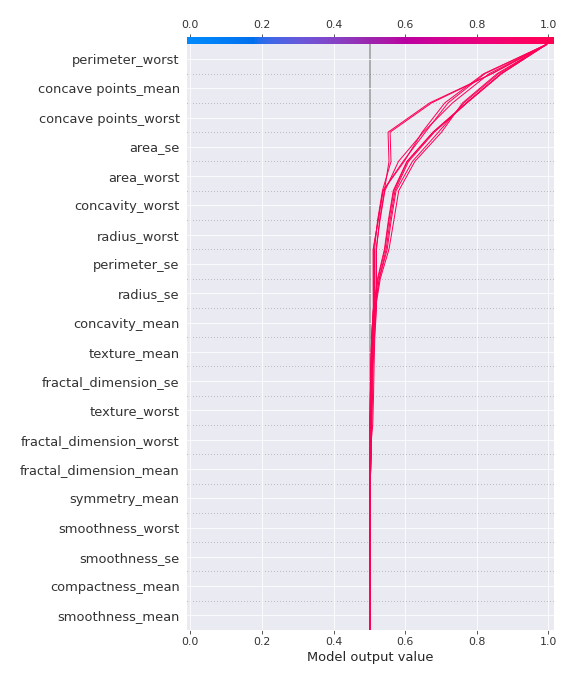 0.0 0.2 0.4 0.6 0.8 1.0
perimeter_worst
concave points_mean
concave points_worst
area_se
area_worst
concavity_worst
radius_worst
perimeter_se
radius_se
concavity_mean
texture_mean
fractal_dimension_se
texture_worst
fractal_dimension_worst
fractal_dimension_mean
symmetry_mean
smoothness_worst
smoothness_se
compactness_mean
smoothness_mean
0.0 0.2 0.4 0.6 0.8 1.0
Model output value